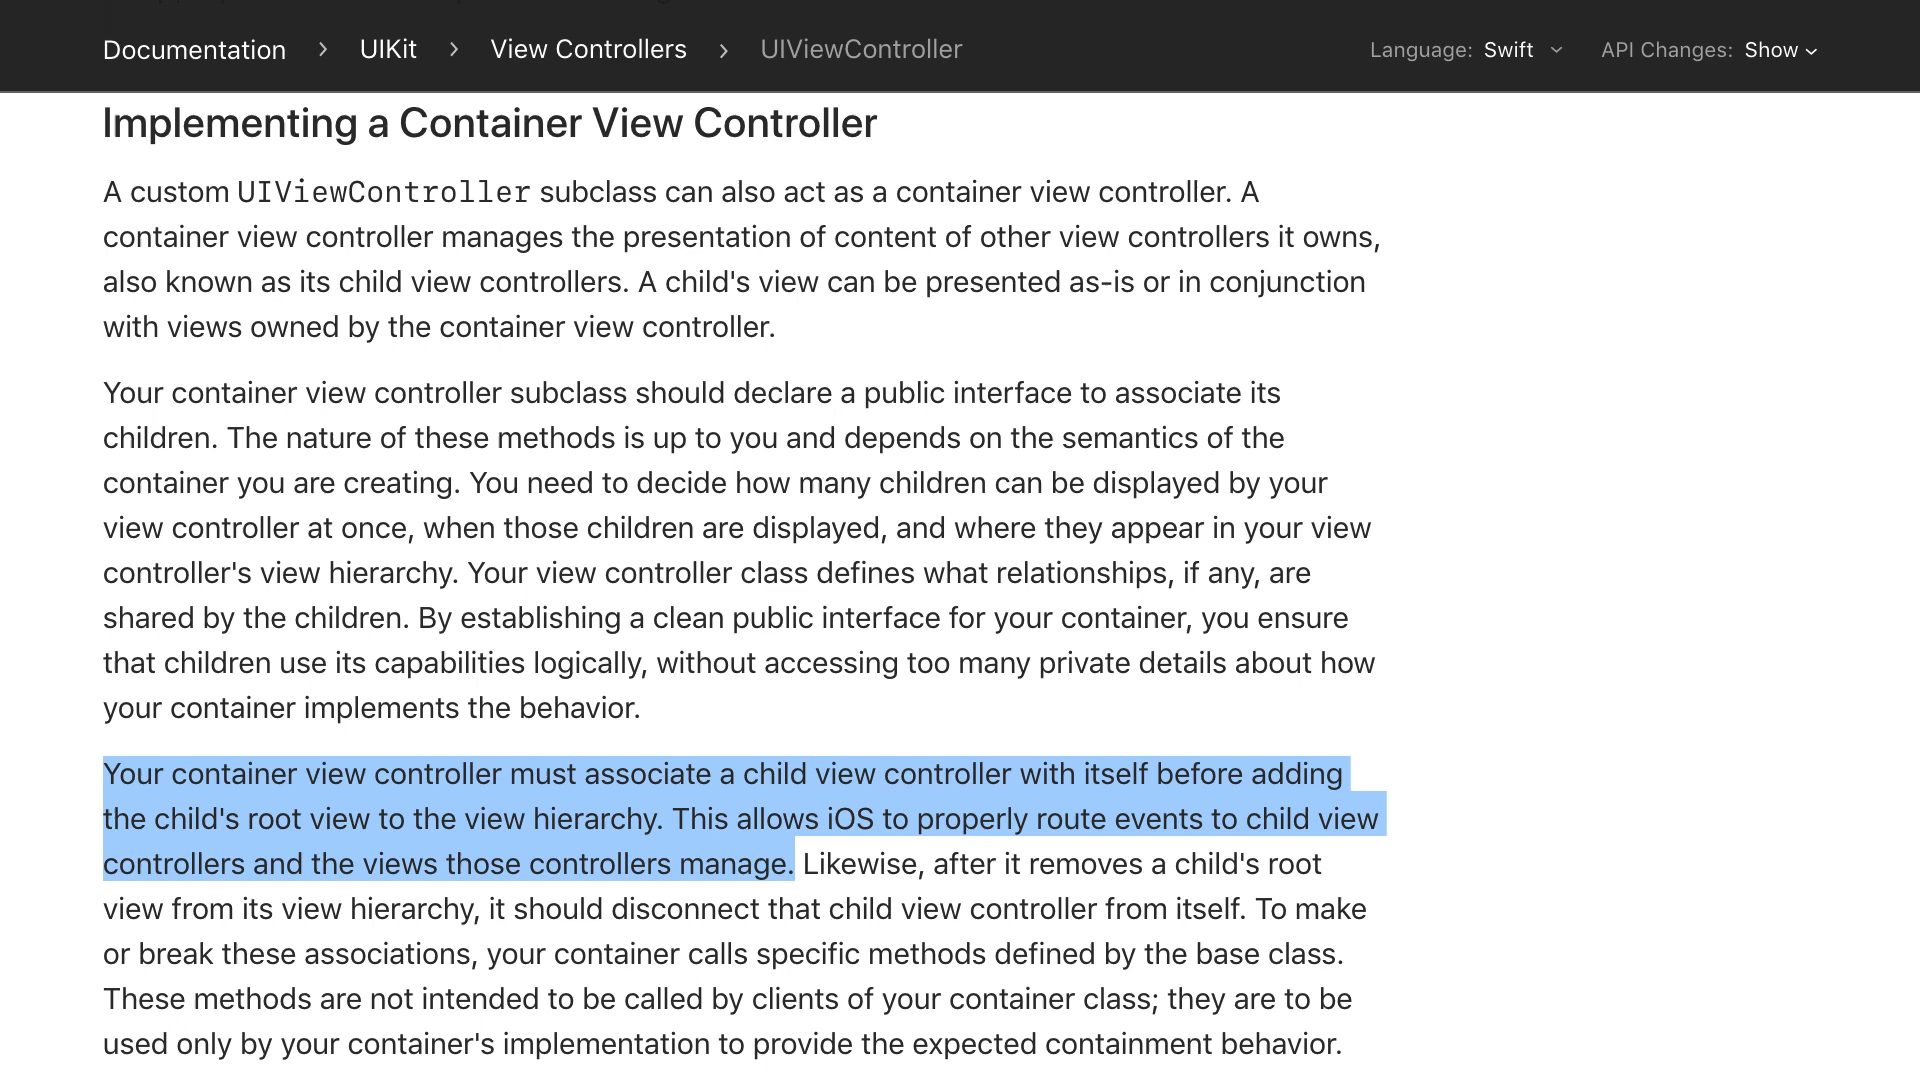 Documentation > UIKit > View Controllers > UIViewController Language: Swift API Changes: Show
Implementing a Container View Controller
A custom UIViewController subclass can also act as a container view controller. A
container view controller manages the presentation of content of other view controllers it owns,
also known as its child view controllers. A child's view can be presented as-is or in conjunction
with views owned by the container view controller.
Your container view controller subclass should declare a public interface to associate its
children. The nature of these methods is up to you and depends on the semantics of the
container you are creating. You need to decide how many children can be displayed by your
view controller at once, when those children are displayed, and where they appear in your view
controller's view hierarchy. Your view controller class defines what relationships, if any, are
shared by the children. By establishing a clean public interface for your container, you ensure
that children use its capabilities logically, without accessing too many private details about how
your container implements the behavior.
Your container view controller must associate a child view controller with itself before adding
the child's root view to the view hierarchy. This allows iOS to properly route events to child view
controllers and the views those controllers manage. Likewise, after it removes a child's root
view from its view hierarchy, it should disconnect that child view controller from itself. To make
or break these associations, your container calls specific methods defined by the base class.
These methods are not intended to be called by clients of your container class; they are to be
used only by your container's implementation to provide the expected containment behavior.